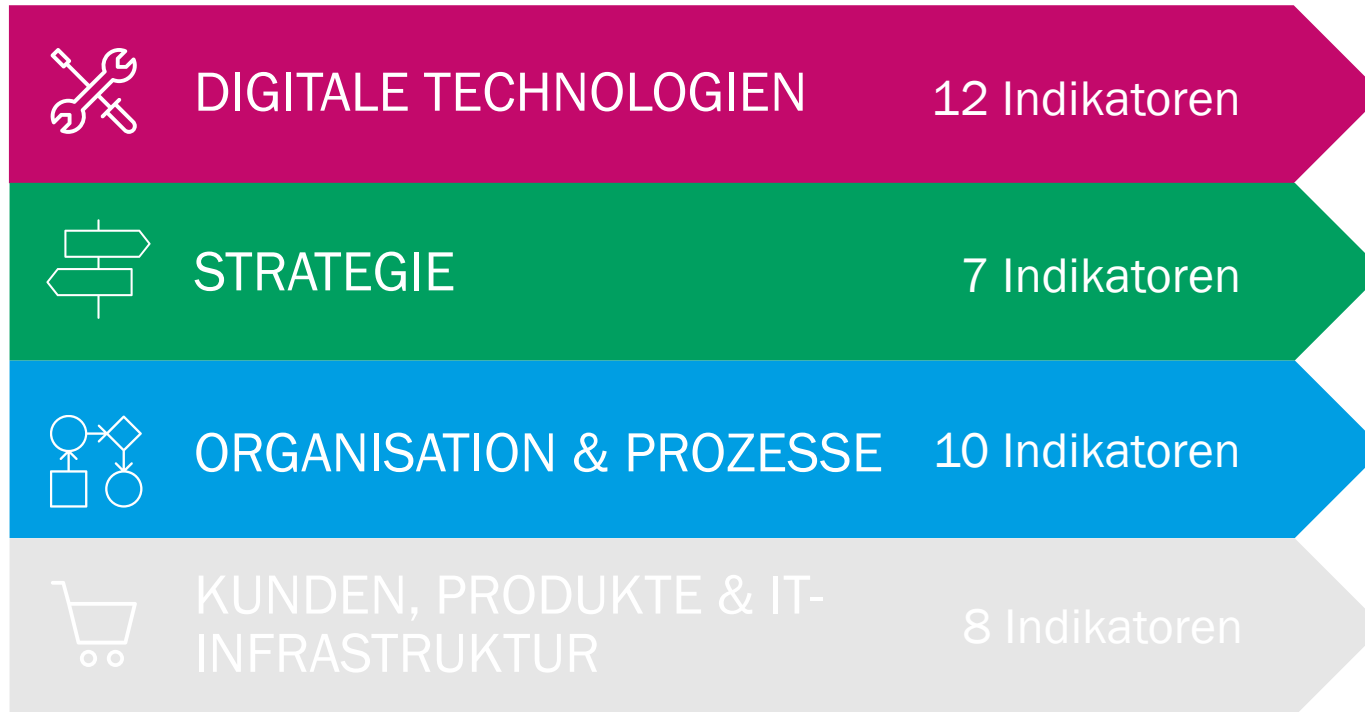 DIGITALE TECHNOLOGIEN 12 Indikatoren
STRATEGIE 7 Indikatoren
ORGANISATION & PROZESSE 10 Indikatoren
KUNDEN, PRODUKTE & IT-
INFRASTRUKTUR
8 Indikatoren